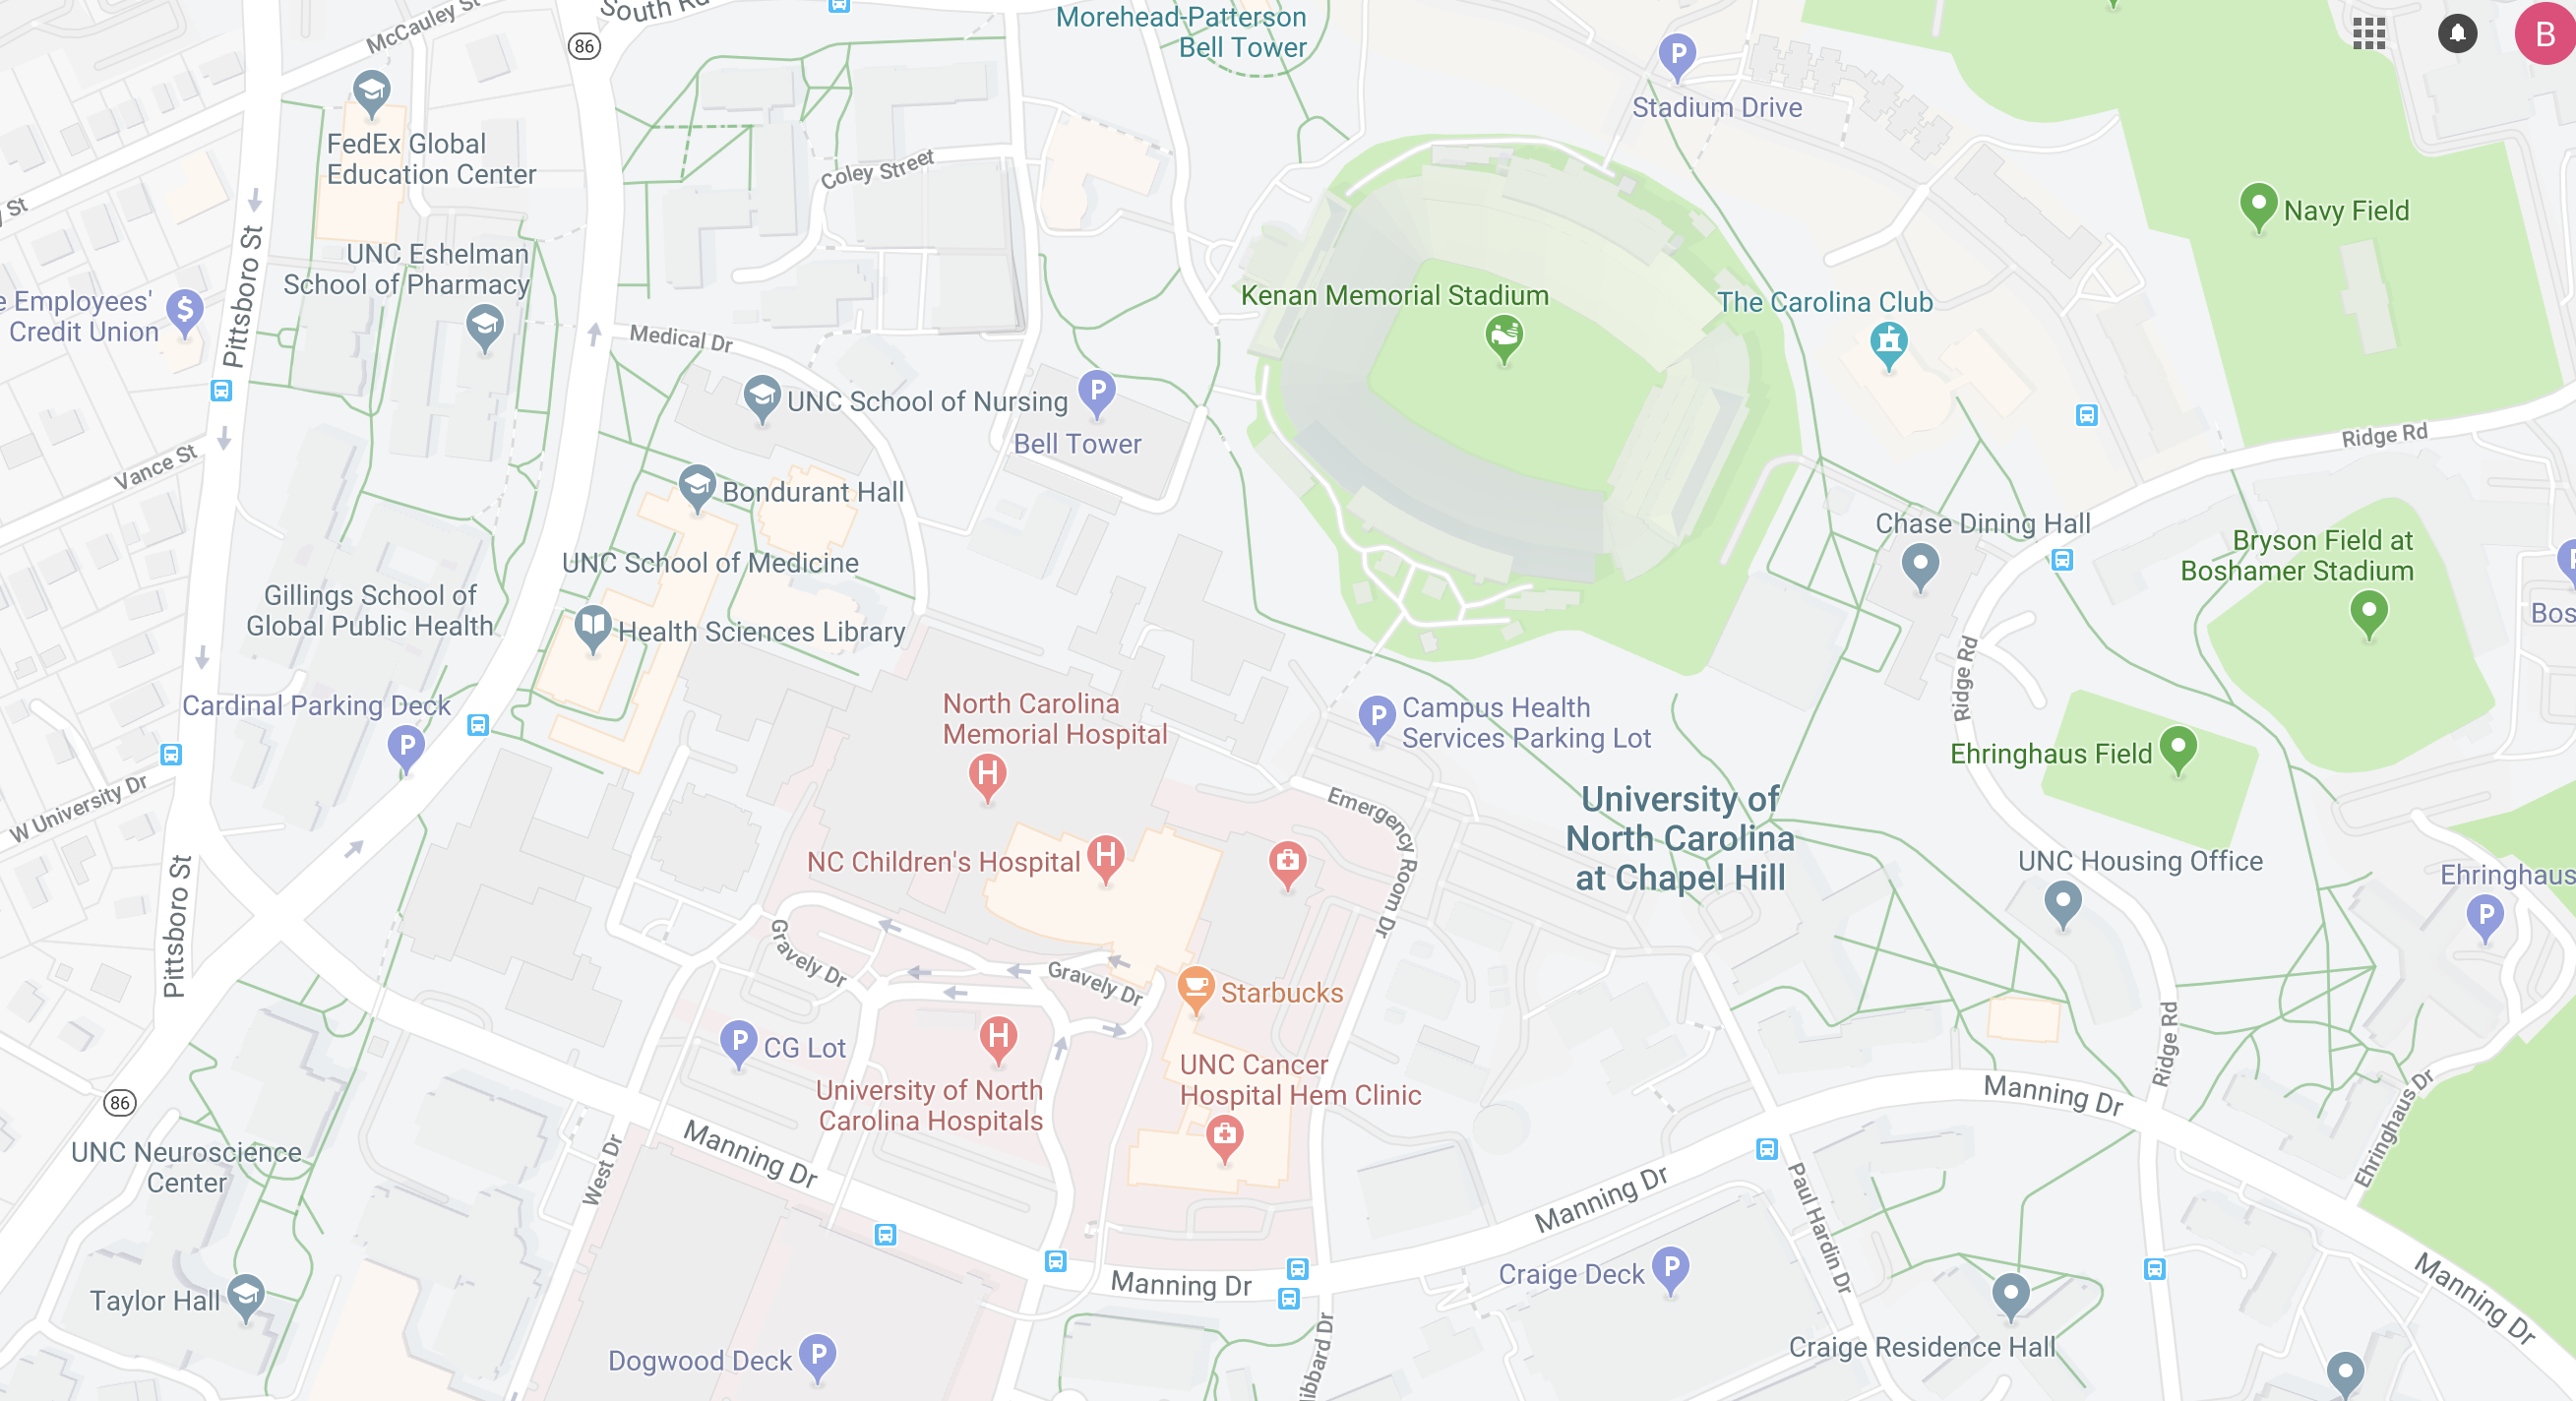 McCauley St
South Rd
86
Morehead-Patterson
Bell Tower
P
Stadium Drive
B
FedEx Global
Education Center
St
Coley Street
Navy Field
Pittsboro St
UNC Eshelman
School of Pharmacy
Employees'
Credit Union
$
Medical Dr
Kenan Memorial Stadium
The Carolina Club
UNC School of Nursing
P
Bell Tower
Ridge Rd
Vance St
Bondurant Hall
Chase Dining Hall
Bryson Field at
Boshamer Stadium
UNC School of Medicine
Gillings School of
Global Public Health
Health Sciences Library
Bos
Ridge Rd
Cardinal Parking Deck
P
North Carolina
Memorial Hospital
H
P
Campus Health
Services Parking Lot
Ehringhaus Field
W University Dr
Emergency Room Dr
University of
North Carolina
at Chapel Hill
NC Children's Hospital
H
UNC Housing Office
Ehringhaus
P
Pittsboro St
Gravely Dr
Gravely Dr
Starbucks
P
CG Lot
H
University of North
Carolina Hospitals
UNC Cancer
Hospital Hem Clinic
Ridge Rd
Manning Dr
86
UNC Neuroscience
Center
West Dr
Manning Dr
Manning Dr
Paul Hardin Dr
Ehringhaus Dr
Taylor Hall
Manning Dr
Craige Deck
P
Manning Dr
Dogwood Deck
P
ibbard Dr
Craige Residence Hall